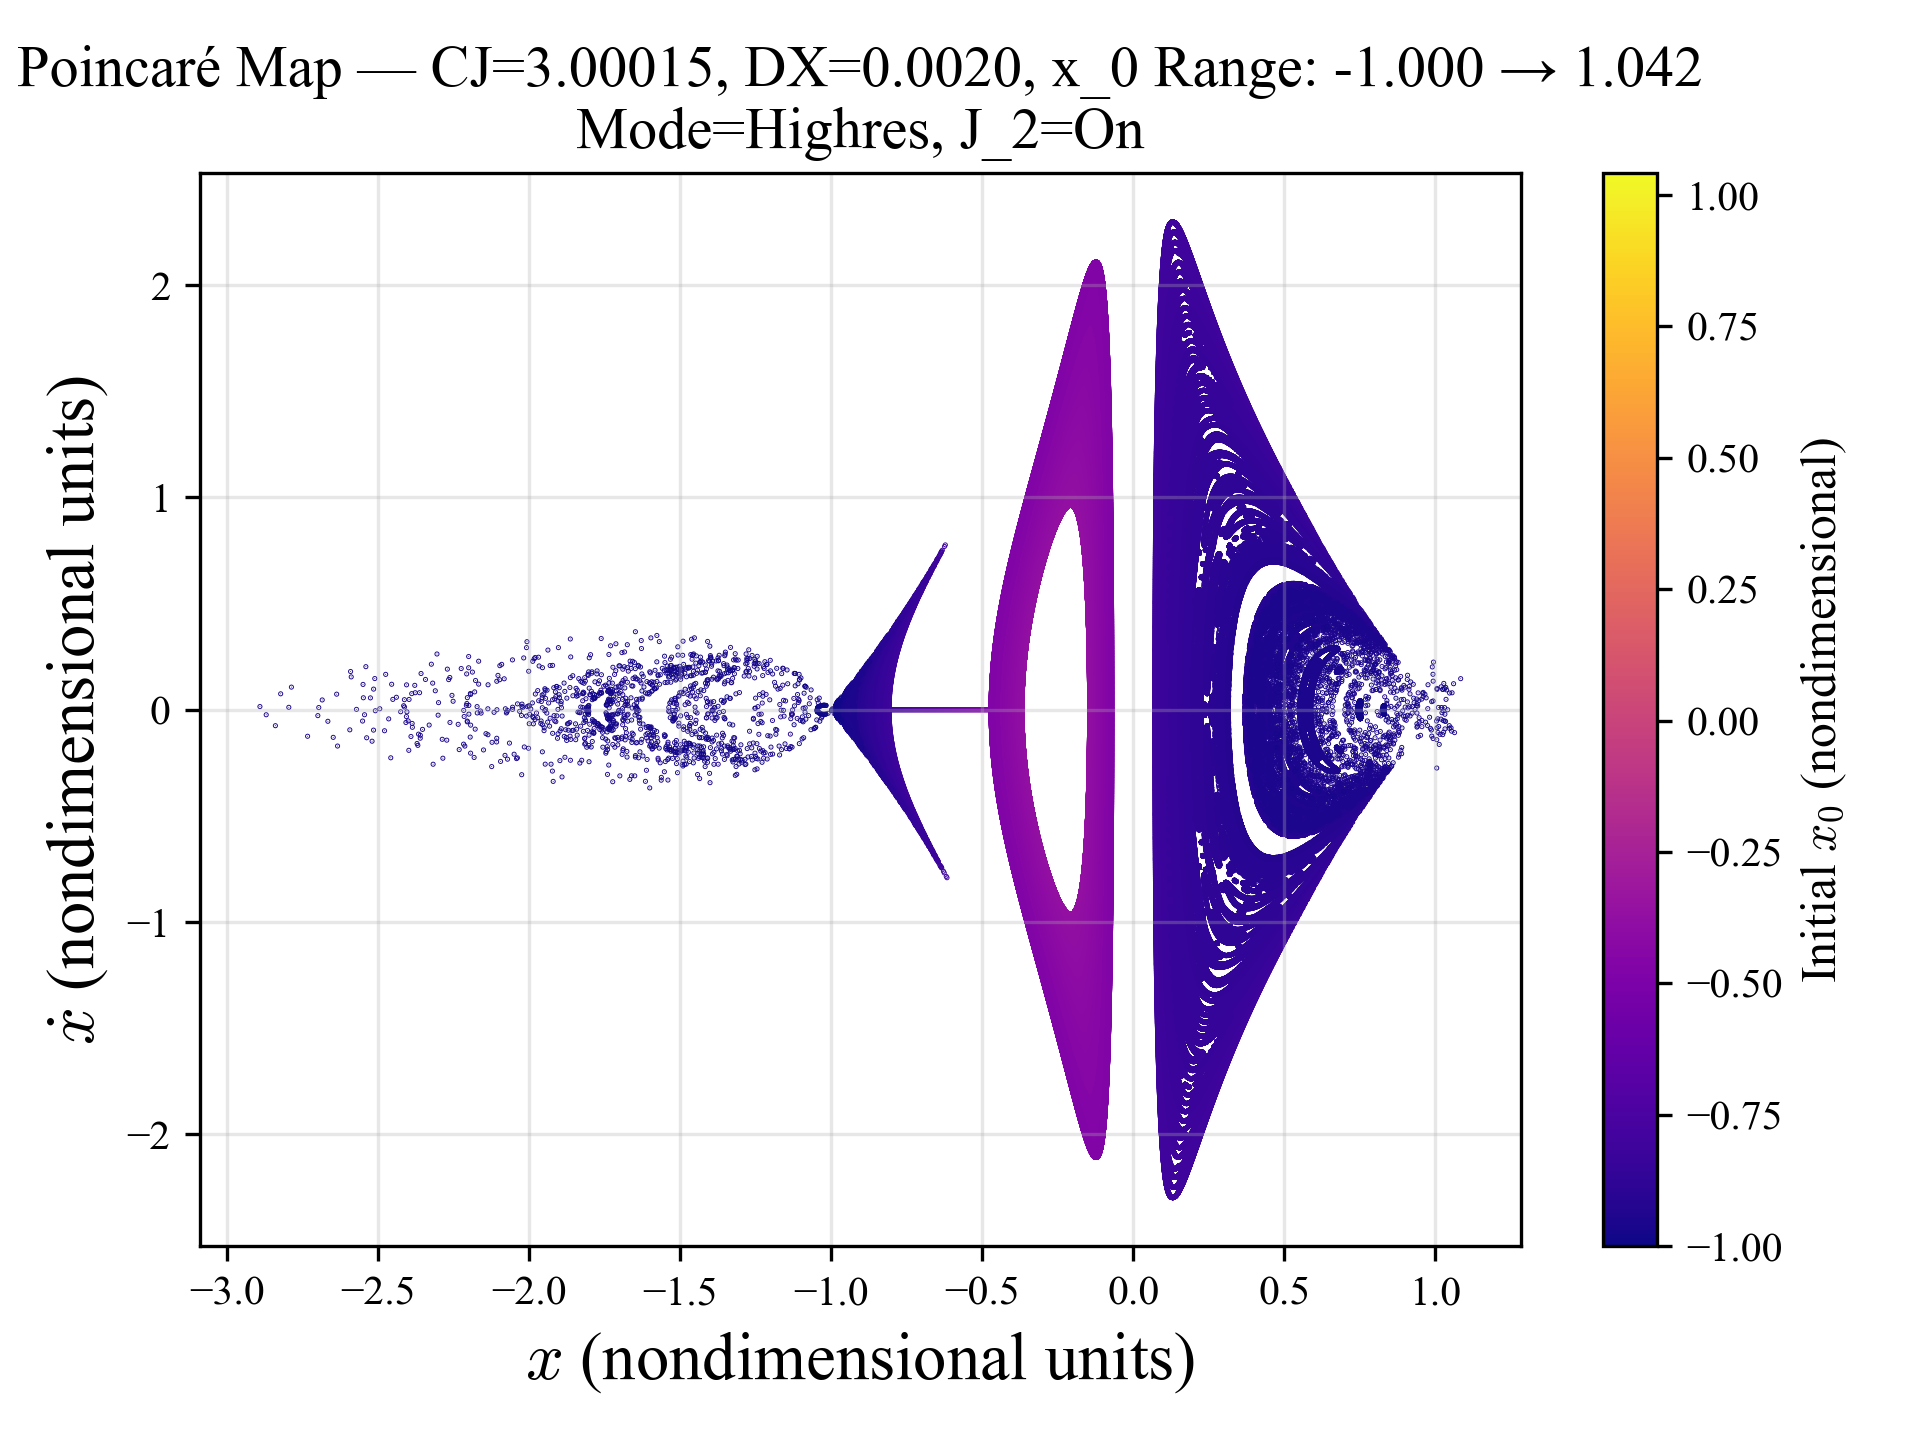 Poincaré Map — CJ=3.00015, DX=0.0020, x_0 Range: -1.000 → 1.042
Mode=Highres, J_2=On
2
1
0
−1
−2
ẋ (nondimensional units)
−3.0 −2.5 −2.0 −1.5 −1.0 −0.5 0.0 0.5 1.0
x (nondimensional units)
1.00
0.75
0.50
0.25
0.00
−0.25
−0.50
−0.75
−1.00
Initial x₀ (nondimensional)